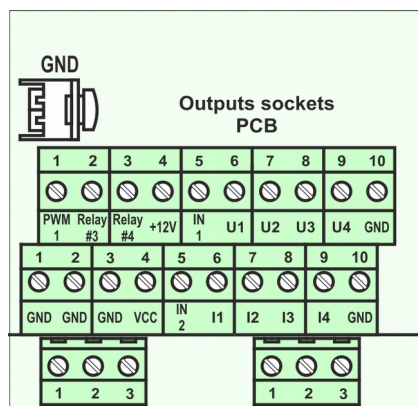 GND
Outputs sockets
PCB
1 2 3 4 5 6 7 8 9 10
PWM 1 Relay #3 Relay #4 +12V IN 1 U1 U2 U3 U4 GND
1 2 3 4 5 6 7 8 9 10
GND GND GND VCC IN 2 I1 I2 I3 I4 GND
1 2 3 1 2 3